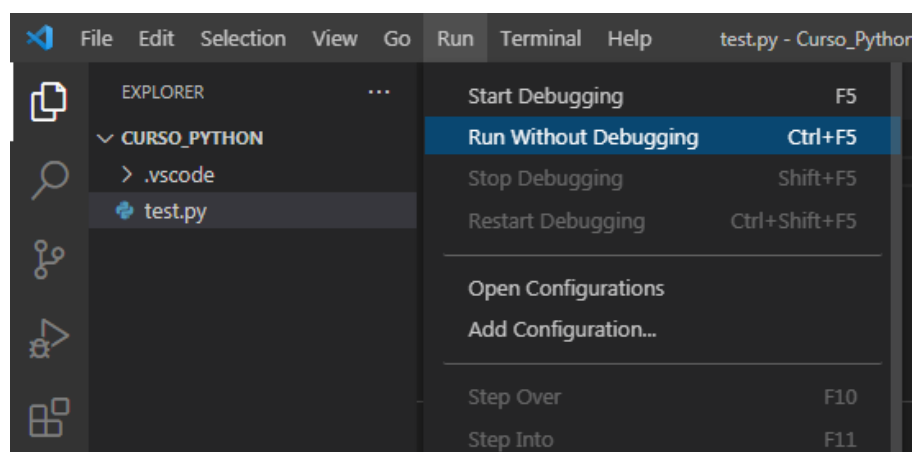 File Edit Selection View Go Run Terminal Help test.py - Curso_Python
EXPLORER ...
CURSO_PYTHON
.vscode
test.py
Start Debugging F5
Run Without Debugging Ctrl+F5
Stop Debugging Shift+F5
Restart Debugging Ctrl+Shift+F5
Open Configurations
Add Configuration...
Step Over F10
Step Into F11